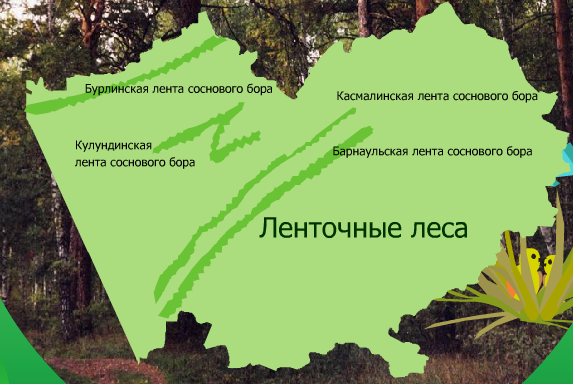 Бурлинская лента соснового бора
Касмалинская лента соснового бора
Кулундинская
лента соснового бора
Барнаульская лента соснового бора
Ленточные леса